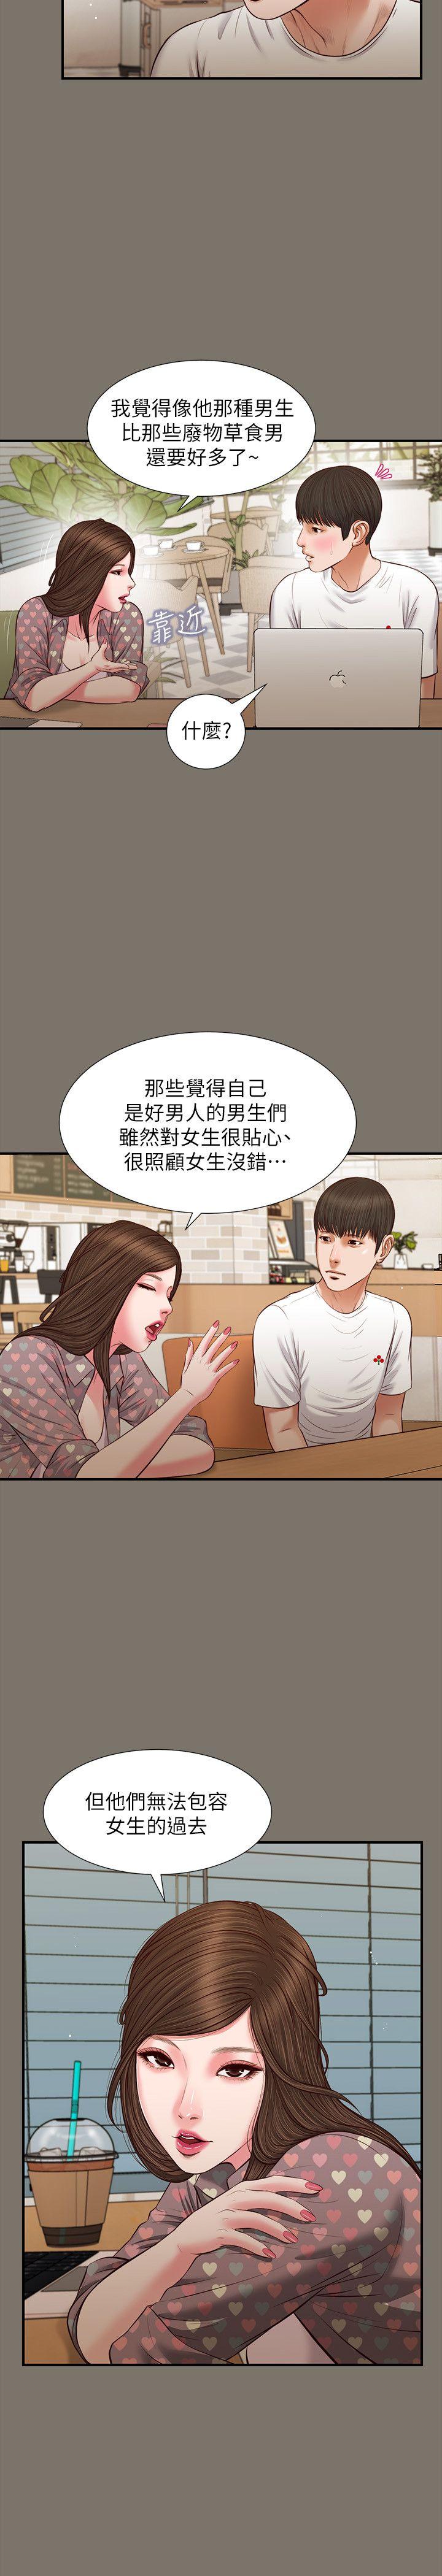 我覺得像他那種男生
比那些廢物草食男
還要好多了~
靠近
什麼?
那些覺得自己
是好男人的男生們
雖然對女生很貼心、
很照顧女生沒錯⋯
但他們無法包容
女生的過去